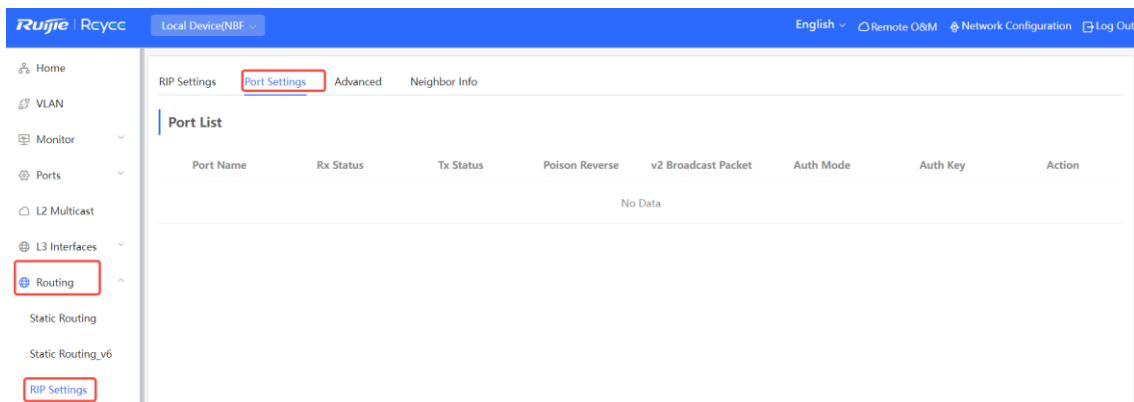 Ruijie | Rcycc Local Device(NBF English Remote O&M Network Configuration Log Out
Home
VLAN
Monitor
Ports
L2 Multicast
L3 Interfaces
Routing
Static Routing
Static Routing_v6
RIP Settings
RIP Settings Port Settings Advanced Neighbor Info
Port List
Port Name Rx Status Tx Status Poison Reverse v2 Broadcast Packet Auth Mode Auth Key Action
No Data